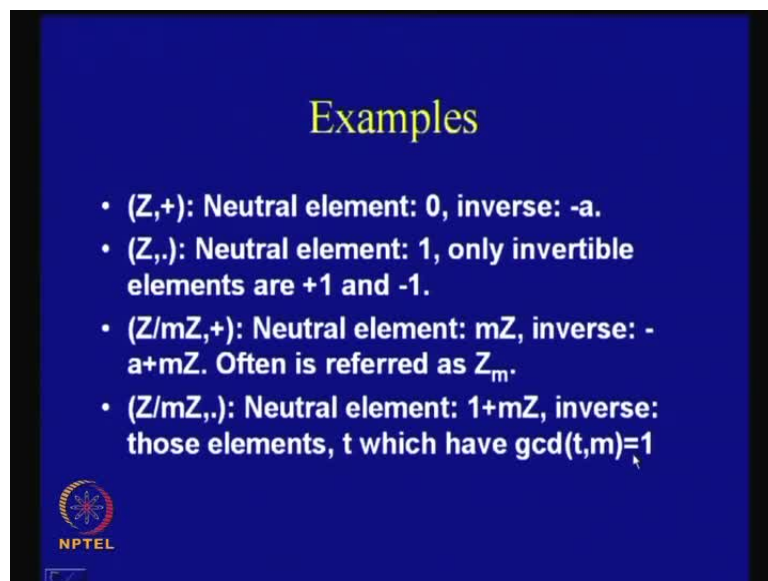 Examples
• (Z,+): Neutral element: 0, inverse: -a.
• (Z,.): Neutral element: 1, only invertible
elements are +1 and -1.
• (Z/mZ,+): Neutral element: mZ, inverse: -
a+mZ. Often is referred as Zₘ.
• (Z/mZ,.): Neutral element: 1+mZ, inverse:
those elements, t which have gcd(t,m)=1
NPTEL